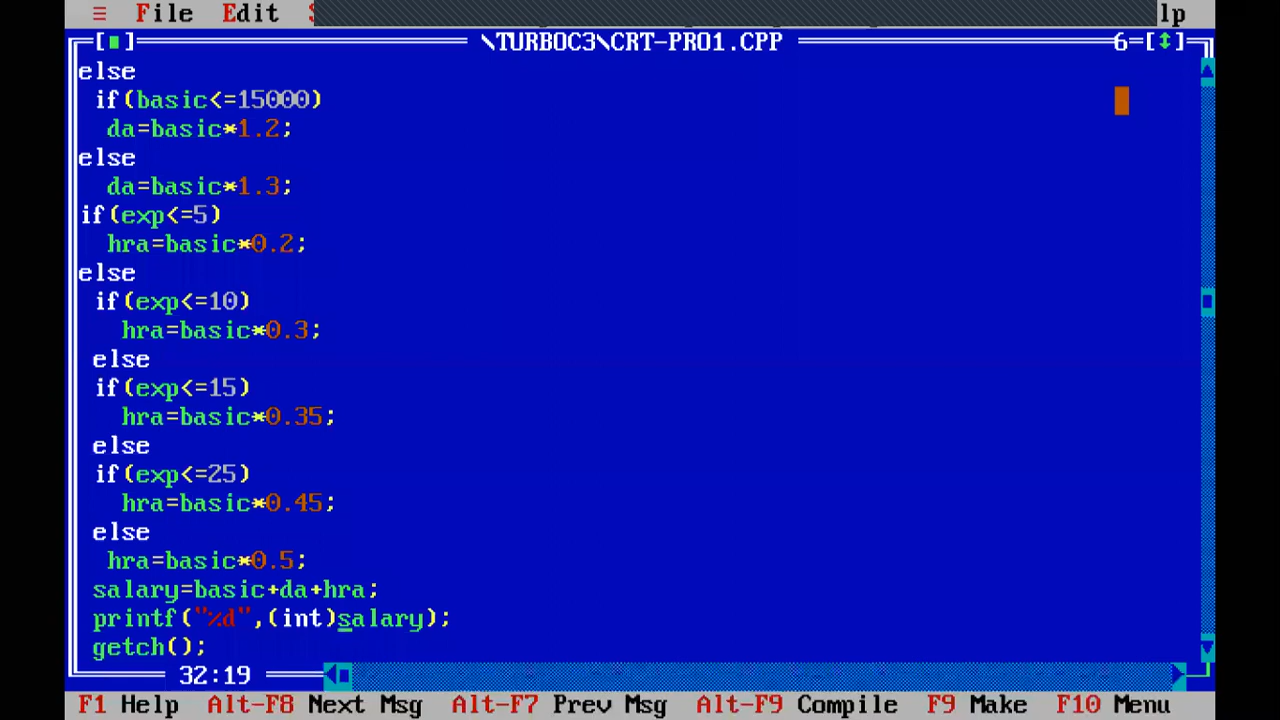 ≡ File Edit lp
[■] \TURBOC3\CRT-PRO1.CPP 6=[↕]
else
if(basic<=15000)
da=basic*1.2;
else
da=basic*1.3;
if(exp<=5)
hra=basic*0.2;
else
if(exp<=10)
hra=basic*0.3;
else
if(exp<=15)
hra=basic*0.35;
else
if(exp<=25)
hra=basic*0.45;
else
hra=basic*0.5;
salary=basic+da+hra;
printf("%d",(int)salary);
getch();
32:19
F1 Help Alt-F8 Next Msg Alt-F7 Prev Msg Alt-F9 Compile F9 Make F10 Menu